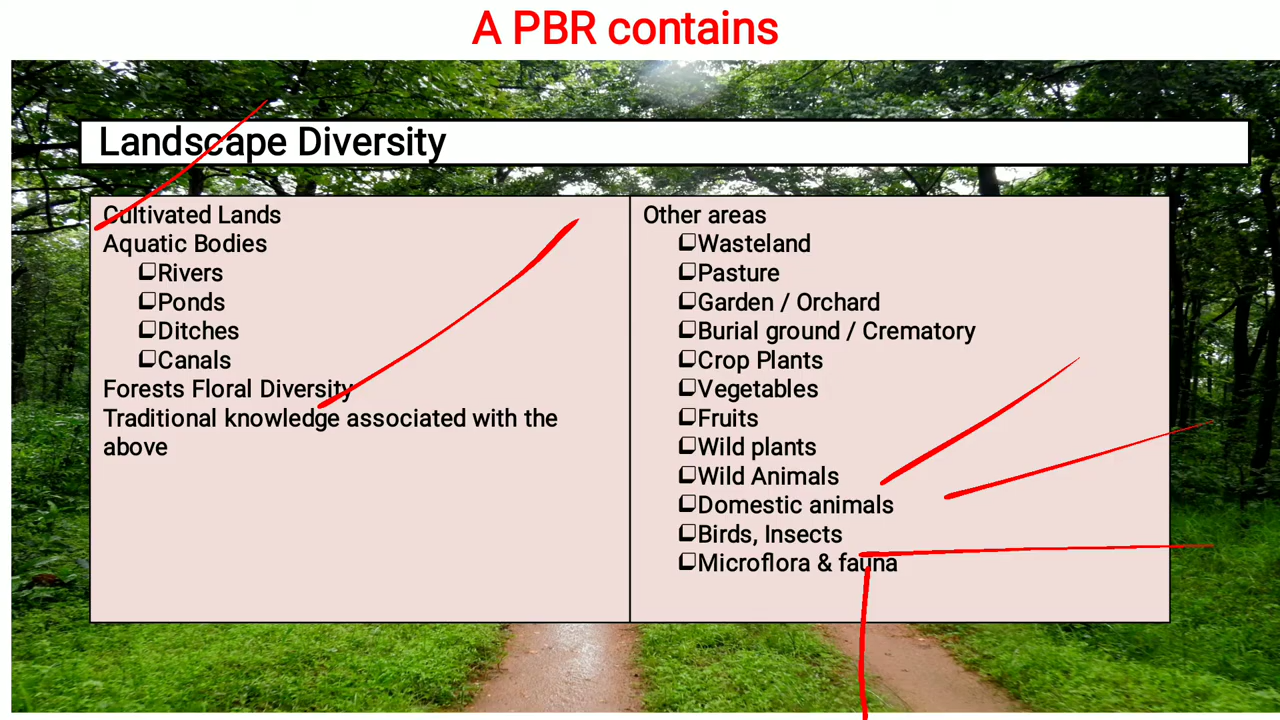 A PBR contains
Landscape Diversity
Cultivated Lands
Aquatic Bodies
❑Rivers
❑Ponds
❑Ditches
❑Canals
Forests Floral Diversity
Traditional knowledge associated with the
above
Other areas
❑Wasteland
❑Pasture
❑Garden / Orchard
❑Burial ground / Crematory
❑Crop Plants
❑Vegetables
❑Fruits
❑Wild plants
❑Wild Animals
❑Domestic animals
❑Birds, Insects
❑Microflora & fauna